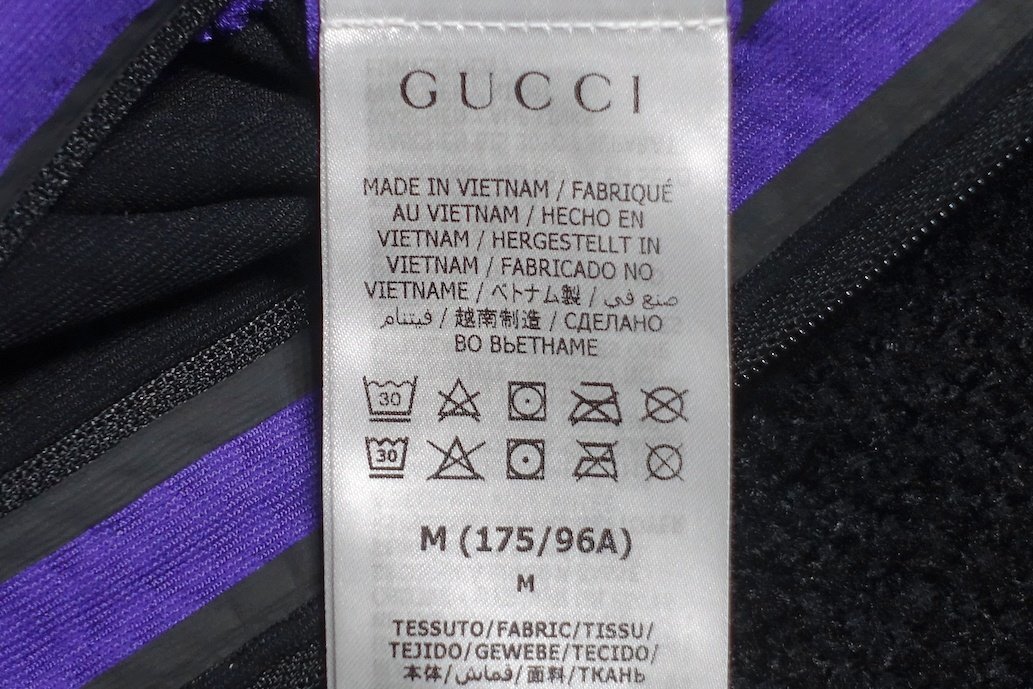 GUCCI
MADE IN VIETNAM / FABRIQUÉ
AU VIETNAM / HECHO EN
VIETNAM / HERGESTELLT IN
VIETNAM / FABRICADO NO
VIETNAME / ベトナム製 / صنع في
فيتنام / 越南制造 / СДЕЛАНО
ВО ВЬЕТНАМЕ
30
30
M (175/96A)
M
TESSUTO/FABRIC/TISSU/
TEJIDO/GEWEBE/TECIDO/
本体/قماش/面料/ТКАНЬ